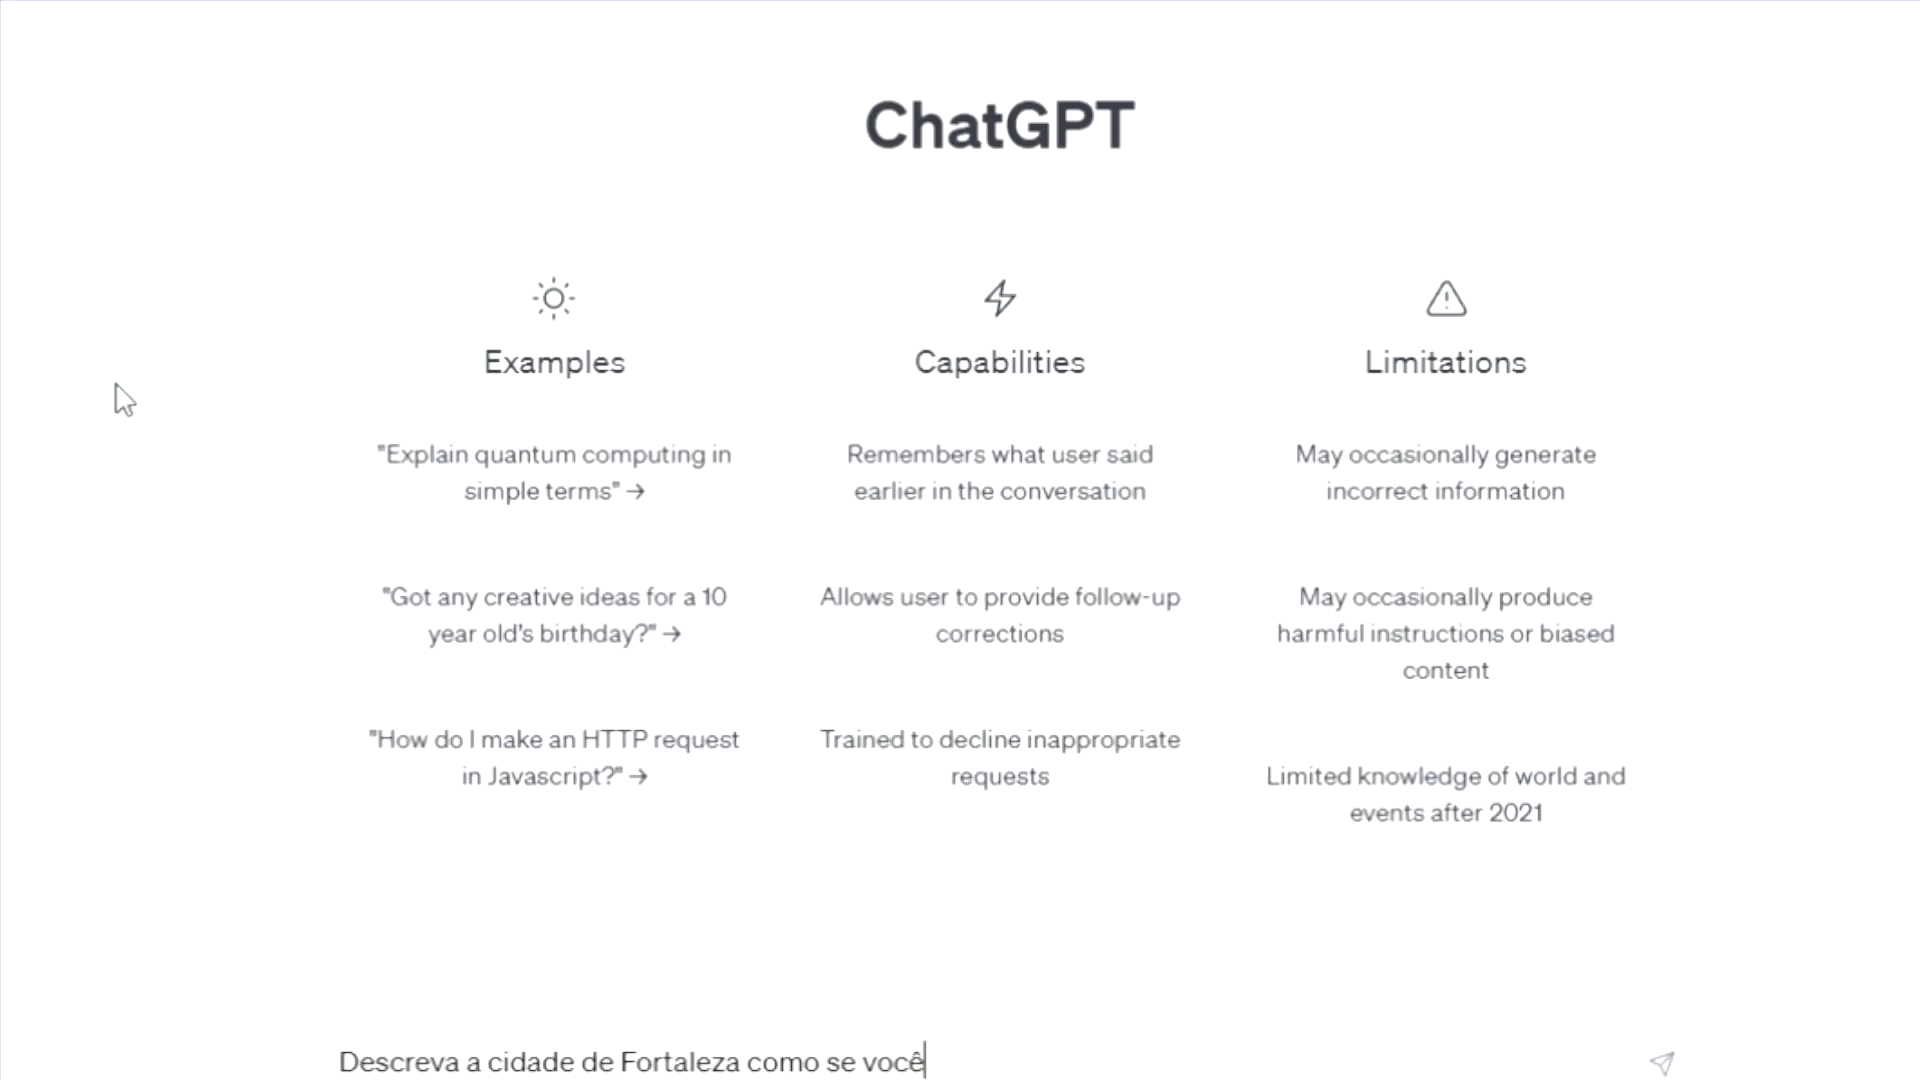 ChatGPT
Examples
"Explain quantum computing in
simple terms" →
"Got any creative ideas for a 10
year old's birthday?" →
"How do I make an HTTP request
in Javascript?" →
Capabilities
Remembers what user said
earlier in the conversation
Allows user to provide follow-up
corrections
Trained to decline inappropriate
requests
Limitations
May occasionally generate
incorrect information
May occasionally produce
harmful instructions or biased
content
Limited knowledge of world and
events after 2021
Descreva a cidade de Fortaleza como se você